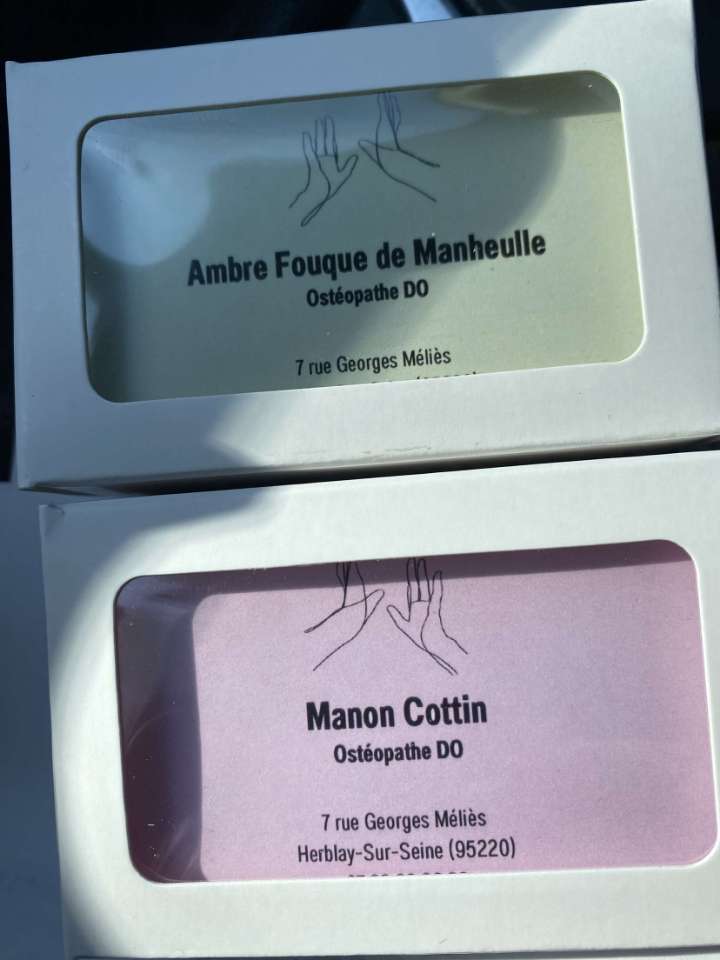 Ambre Fouque de Manheulle
Ostéopathe DO
7 rue Georges Méliès
Manon Cottin
Ostéopathe DO
7 rue Georges Méliès
Herblay-Sur-Seine (95220)